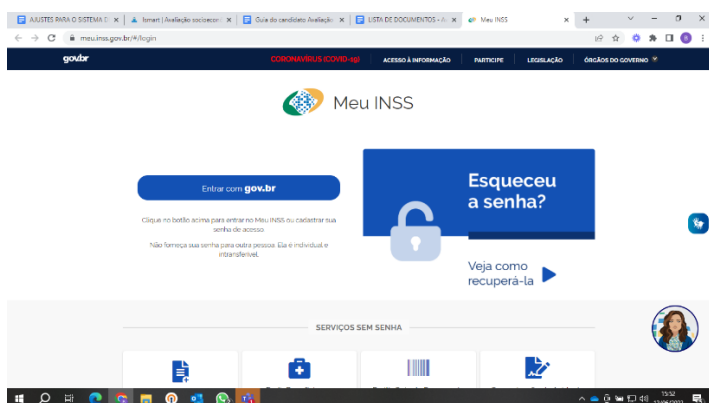 AJUSTES PARA O SISTEMA D
Iomart | Avaliação socioecon
Guia do candidato Avaliação
LISTA DE DOCUMENTOS - A
Meu INSS
meu.inss.gov.br/#/login
gov.br
CORONAVÍRUS (COVID-19)
ACESSO À INFORMAÇÃO
PARTICIPE
LEGISLAÇÃO
ÓRGÃOS DO GOVERNO
Meu INSS
Entrar com gov.br
Clique no botão acima para entrar no Meu INSS ou cadastrar sua
senha de acesso.
Não forneça sua senha para outra pessoa. Ela é individual e
intransferível.
Esqueceu
a senha?
Veja como
recuperá-la
SERVIÇOS SEM SENHA
15:52